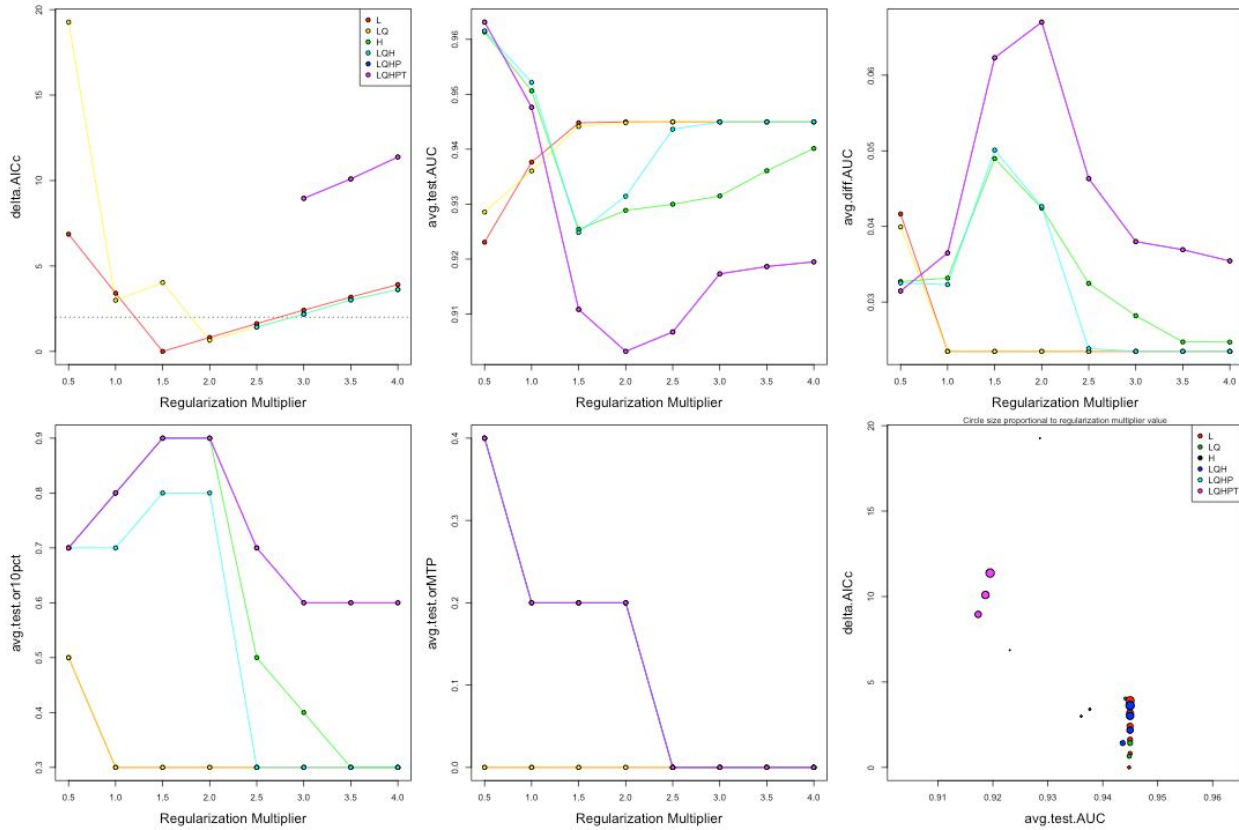 20
15
10
5
0
delta.AICc
L
LQ
H
LQH
LQHP
LQHPT
0.5 1.0 1.5 2.0 2.5 3.0 3.5 4.0
Regularization Multiplier
0.96
0.95
0.94
0.93
0.92
0.91
avg.test.AUC
0.5 1.0 1.5 2.0 2.5 3.0 3.5 4.0
Regularization Multiplier
0.06
0.05
0.04
0.03
avg.diff.AUC
0.5 1.0 1.5 2.0 2.5 3.0 3.5 4.0
Regularization Multiplier
0.9
0.8
0.7
0.6
0.5
0.4
0.3
avg.test.or10pct
0.5 1.0 1.5 2.0 2.5 3.0 3.5 4.0
Regularization Multiplier
0.4
0.3
0.2
0.1
0.0
avg.test.orMTP
0.5 1.0 1.5 2.0 2.5 3.0 3.5 4.0
Regularization Multiplier
Circle size proportional to regularization multiplier value
20
15
10
5
0
delta.AICc
L
LQ
H
LQH
LQHP
LQHPT
0.91 0.92 0.93 0.94 0.95 0.96
avg.test.AUC